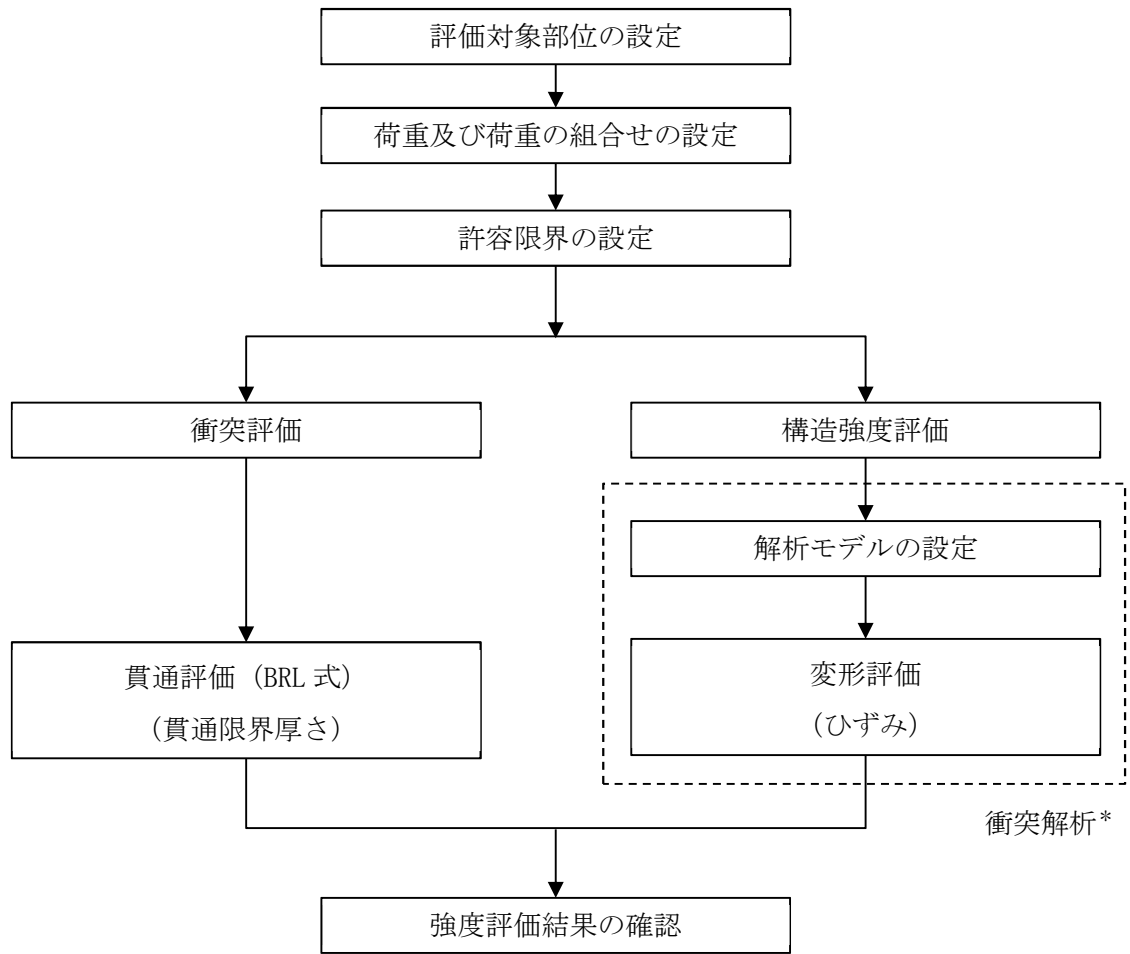 評価対象部位の設定
荷重及び荷重の組合せの設定
許容限界の設定
衝突評価
構造強度評価
解析モデルの設定
貫通評価（BRL 式）
（貫通限界厚さ）
変形評価
（ひずみ）
衝突解析*
強度評価結果の確認